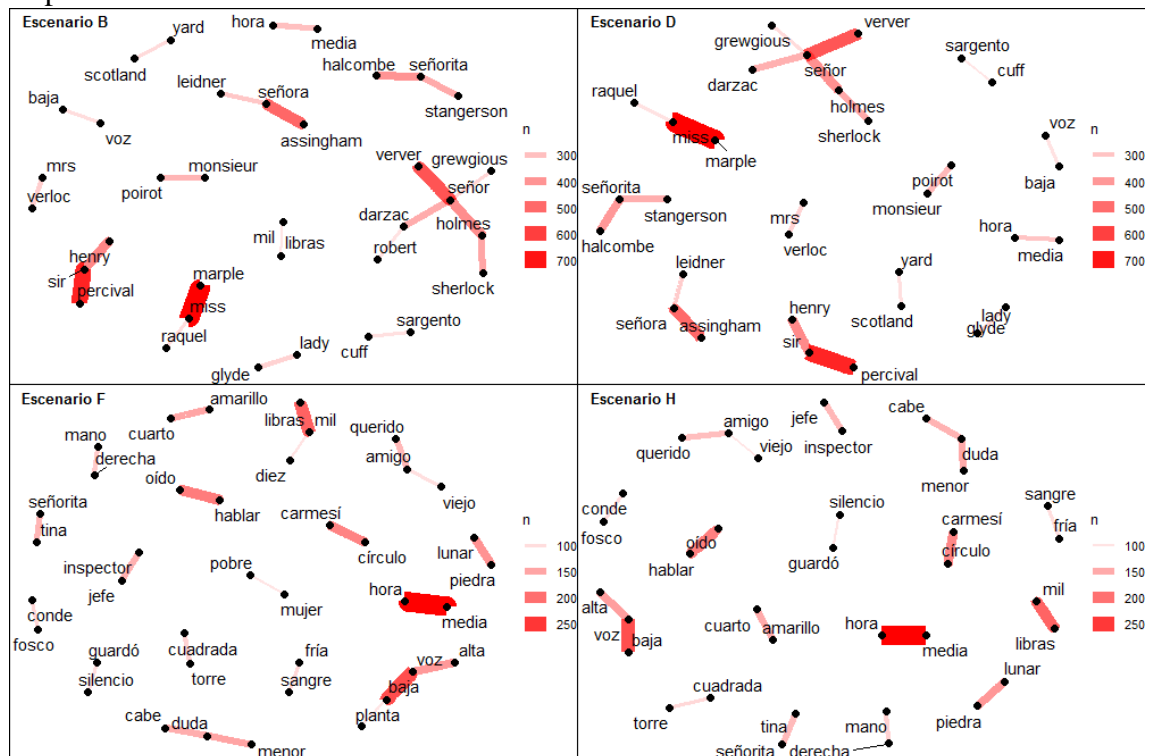 Escenario B
yard
scotland
hora
media
halcombe
señorita
stangerson
leidner
señora
assingham
baja
voz
mrs
verloc
monsieur
poirot
verver
grewgious
señor
darzac
holmes
robert
sherlock
mil
libras
henry
sir
percival
marple
miss
raquel
sargento
cuff
lady
glyde
n
300
400
500
600
700
Escenario D
verver
grewgious
señor
darzac
holmes
sherlock
sargento
cuff
raquel
miss
marple
voz
baja
señorita
stangerson
halcombe
poirot
monsieur
mrs
verloc
hora
media
leidner
señora
assingham
yard
scotland
henry
sir
percival
lady
glyde
n
300
400
500
600
700
Escenario F
amarillo
cuarto
libras
mil
diez
querido
amigo
viejo
mano
derecha
oído
hablar
señorita
tina
carmesí
círculo
lunar
piedra
inspector
jefe
pobre
mujer
hora
media
conde
fosco
guardó
silencio
cuadrada
torre
fría
sangre
voz
alta
baja
planta
cabe
duda
menor
n
100
150
200
250
Escenario H
jefe
inspector
cabe
duda
menor
amigo
querido
viejo
conde
fosco
silencio
guardó
sangre
fría
oído
hablar
carmesí
círculo
alta
voz
baja
cuarto
amarillo
mil
libras
hora
media
lunar
piedra
cuadrada
torre
tina
señorita
mano
derecha
n
100
150
200
250